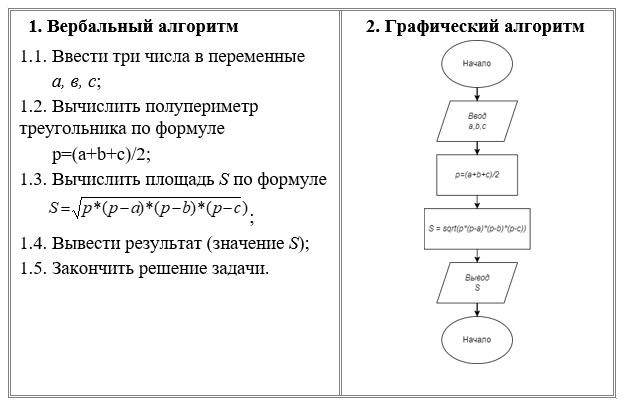 1. Вербальный алгоритм
1.1. Ввести три числа в переменные
а, в, с;
1.2. Вычислить полупериметр
треугольника по формуле
p=(a+b+c)/2;
1.3. Вычислить площадь S по формуле
S=√p*(p−a)*(p−b)*(p−c);
1.4. Вывести результат (значение S);
1.5. Закончить решение задачи.
2. Графический алгоритм
Начало
Ввод
a,b,c
p=(a+b+c)/2
S = sqrt(p*(p-a)*(p-b)*(p-c))
Вывод
S
Начало